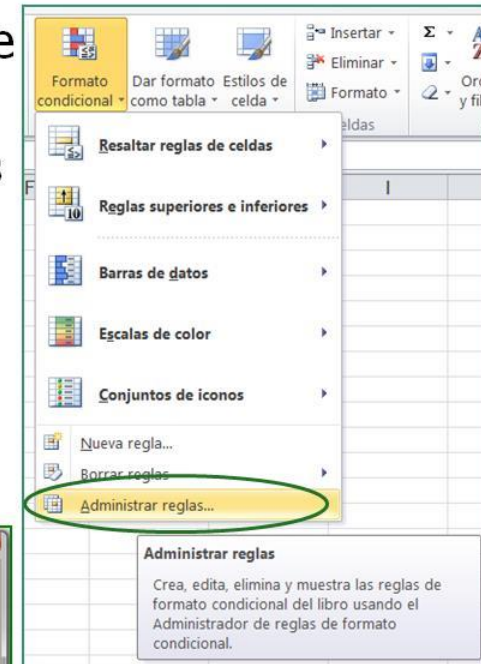 e
s
Formato condicional
Dar formato como tabla
Estilos de celda
Insertar
Eliminar
Formato
Σ
y
Resaltar reglas de celdas
Reglas superiores e inferiores
10
I
Barras de datos
Escalas de color
Conjuntos de iconos
Nueva regla...
Borrar reglas
Administrar reglas...
Administrar reglas
Crea, edita, elimina y muestra las reglas de
formato condicional del libro usando el
Administrador de reglas de formato
condicional.